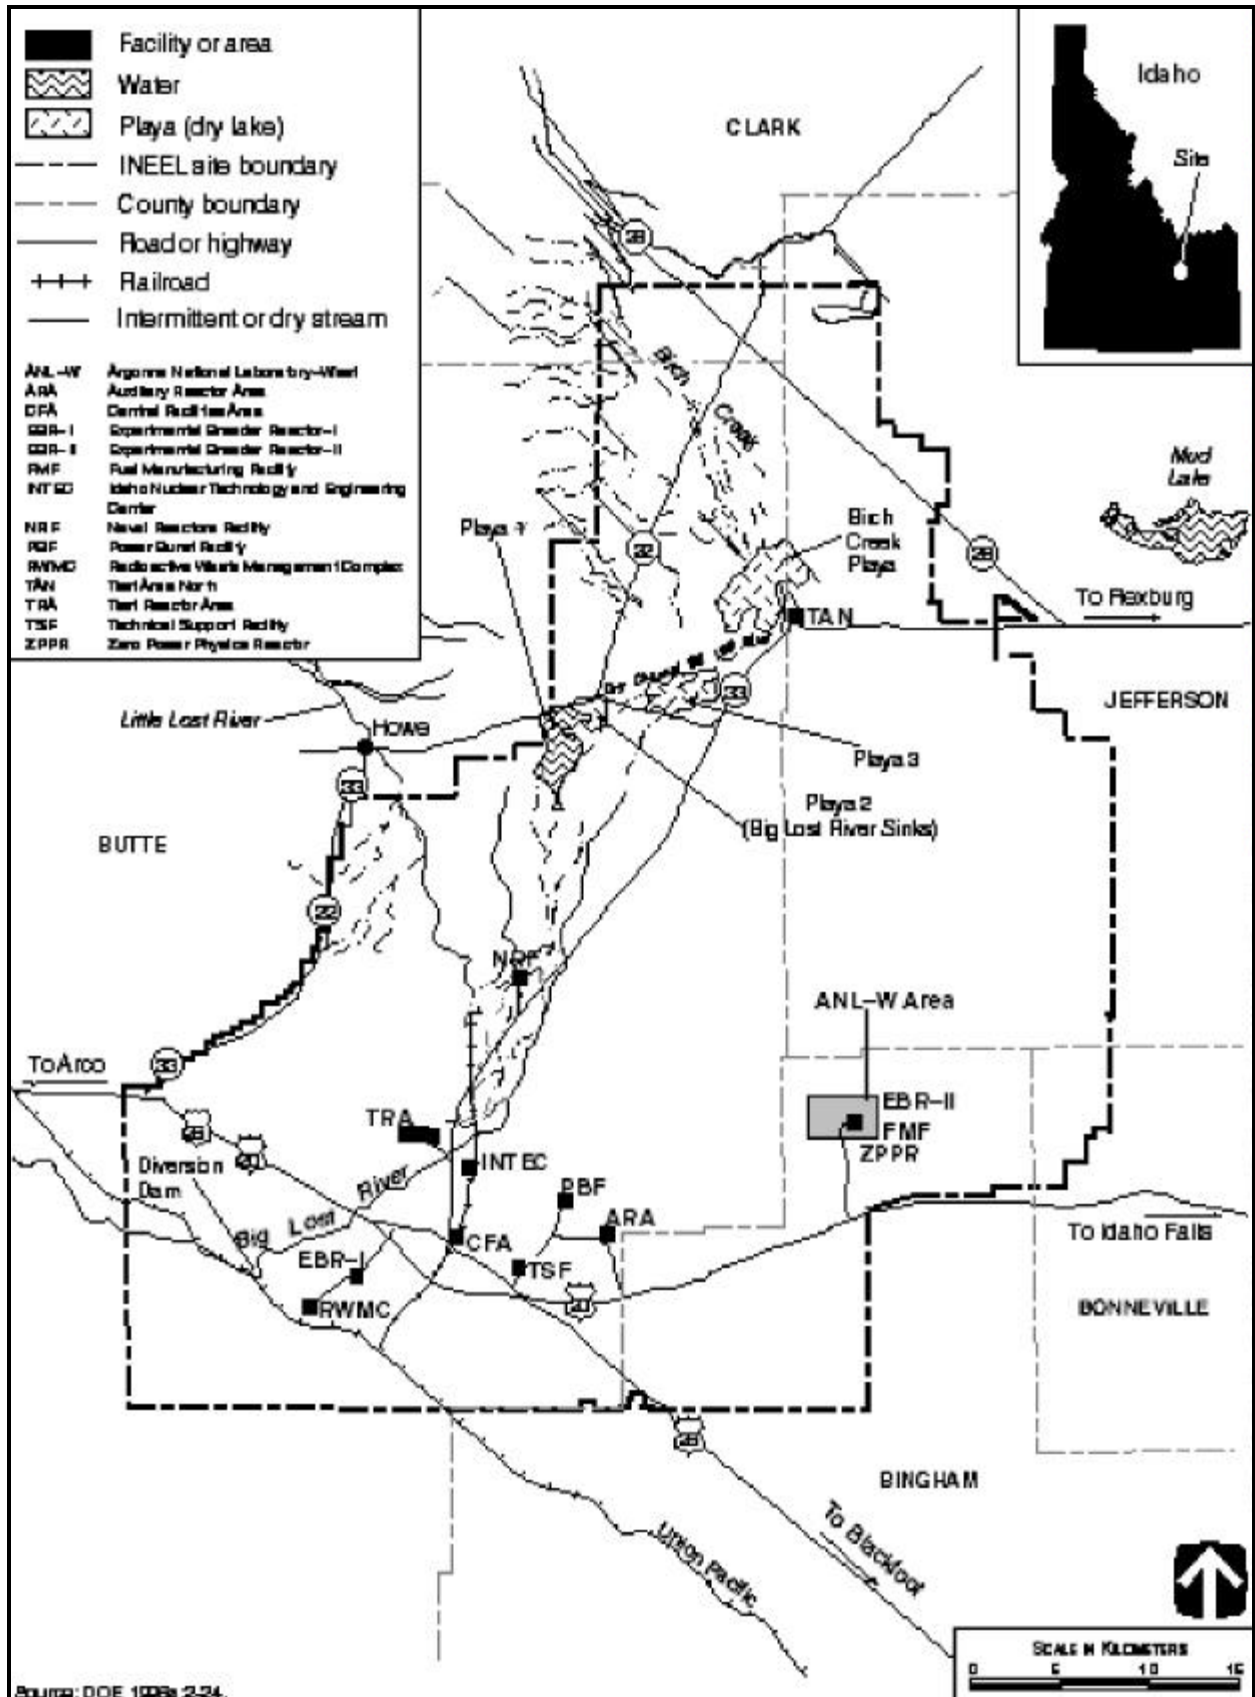 Facility or area
Water
Playa (dry lake)
INEEL site boundary
County boundary
Road or highway
Railroad
Intermittent or dry stream
ANL-W Argonne National Laboratory-West
ARA Auxiliary Reactor Area
CFA Central Facilities Area
EBR-I Experimental Breeder Reactor-I
EBR-II Experimental Breeder Reactor-II
FMF Fuel Manufacturing Facility
INTEC Idaho Nuclear Technology and Engineering
Center
NRF Naval Reactors Facility
PBF Power Burst Facility
RWMC Radioactive Waste Management Complex
TAN Test Area North
TRA Test Reactor Area
TSF Technical Support Facility
ZPPR Zero Power Physics Reactor
Idaho
Site
CLARK
28
Birch
Creek
Mud
Lake
Playa 1
22
Birch
Creek
Playa
28
To Rexburg
TAN
33
JEFFERSON
Little Lost River
Howe
Playa 3
33
Playa 2
(Big Lost River Sinks)
BUTTE
22
NRF
ANL-W Area
To Arco
33
EBR-II
FMF
ZPPR
TRA
26
20
INTEC
Diversion
Dam
Big Lost River
PBF
ARA
CFA
To Idaho Falls
EBR-I
TSF
20
RWMC
BONNEVILLE
26
BINGHAM
To Blackfoot
Union Pacific
SCALE IN KILOMETERS
0 5 10 15
Source: DOE